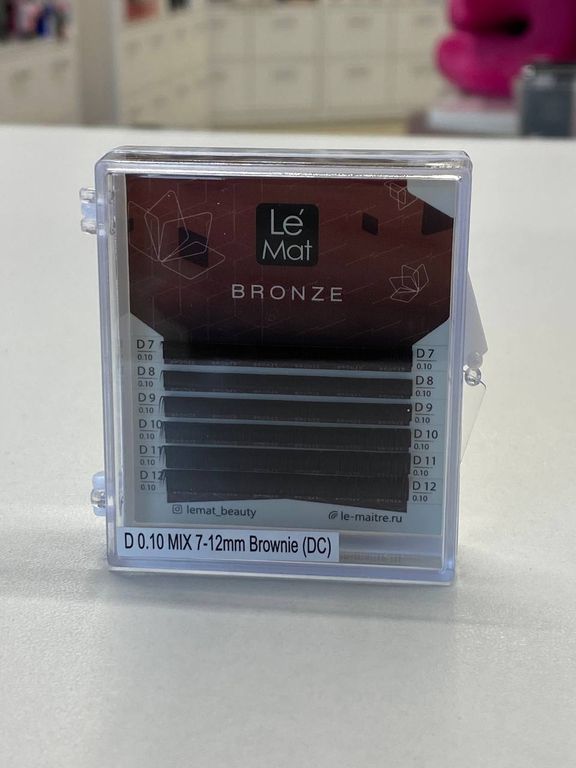 Lé
Mat
BRONZE
D 7 D 7
0.10 0.10
D 8 D 8
0.10 0.10
D 9 D 9
0.10 0.10
D 10 D 10
0.10 0.10
D 11 D 11
0.10 0.10
D 12 D 12
0.10 0.10
lemat_beauty le-maitre.ru
D 0.10 MIX 7-12mm Brownie (DC)